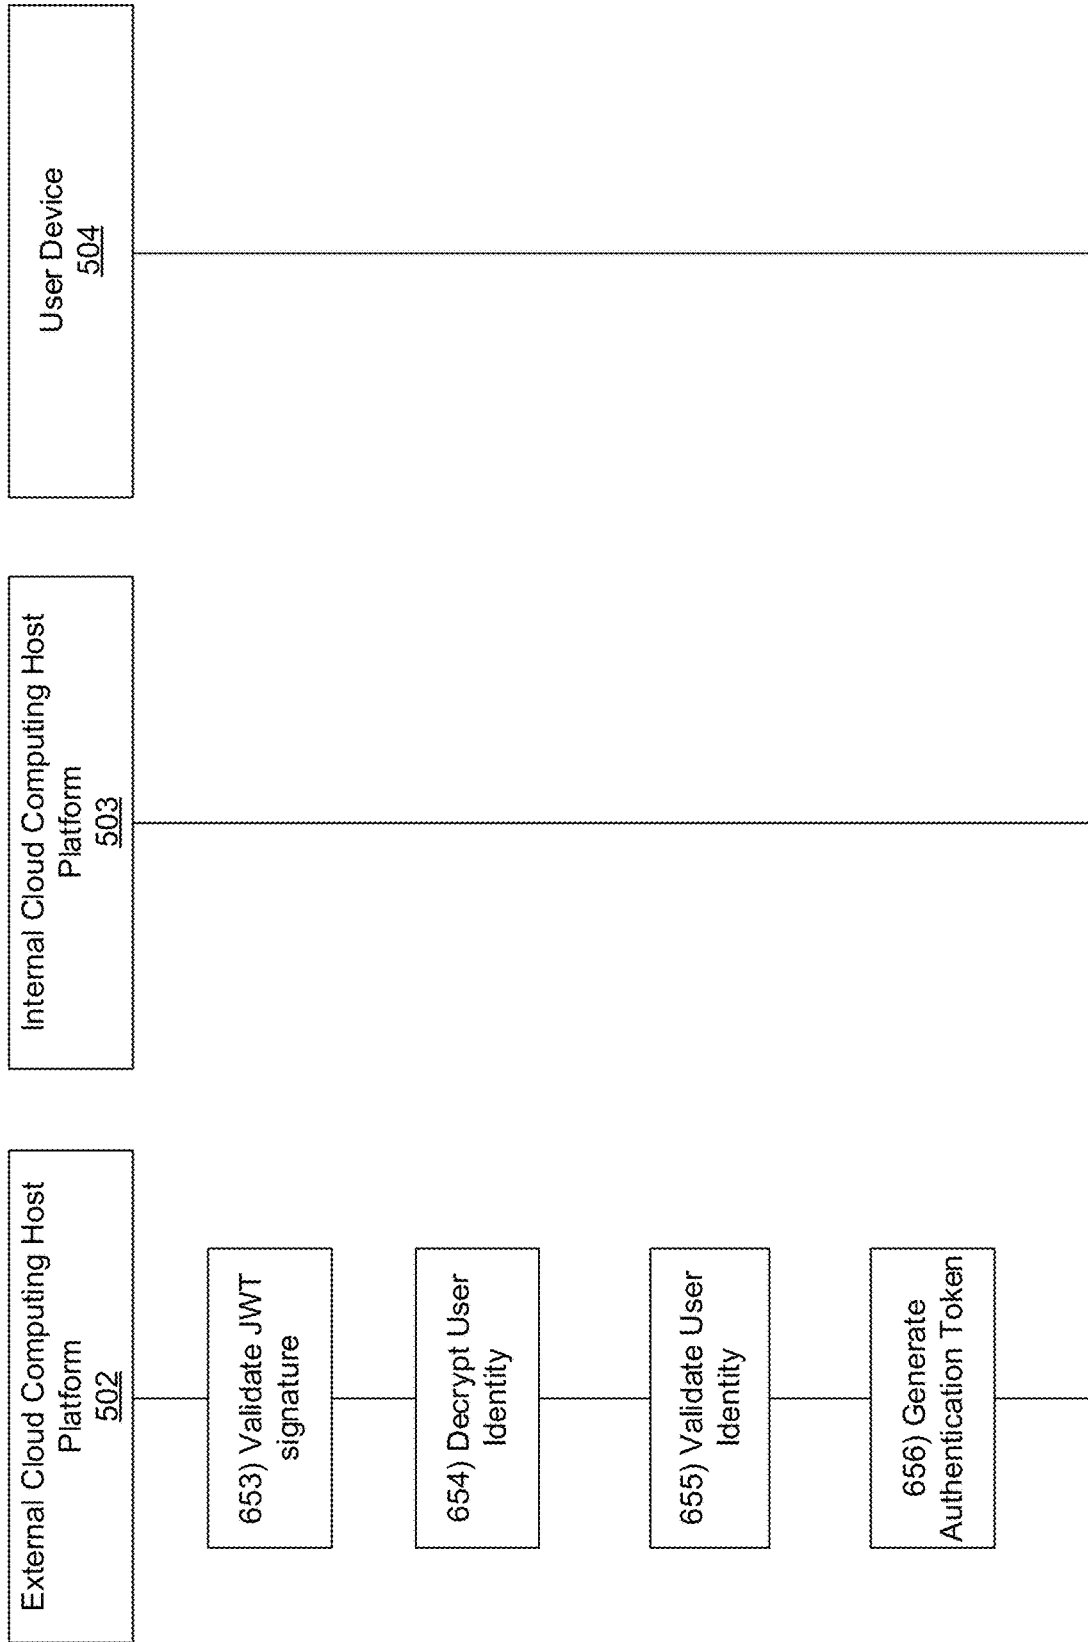 External Cloud Computing Host
Platform
502
Internal Cloud Computing Host
Platform
503
User Device
504
653) Validate JWT
signature
654) Decrypt User
Identity
655) Validate User
Identity
656) Generate
Authentication Token